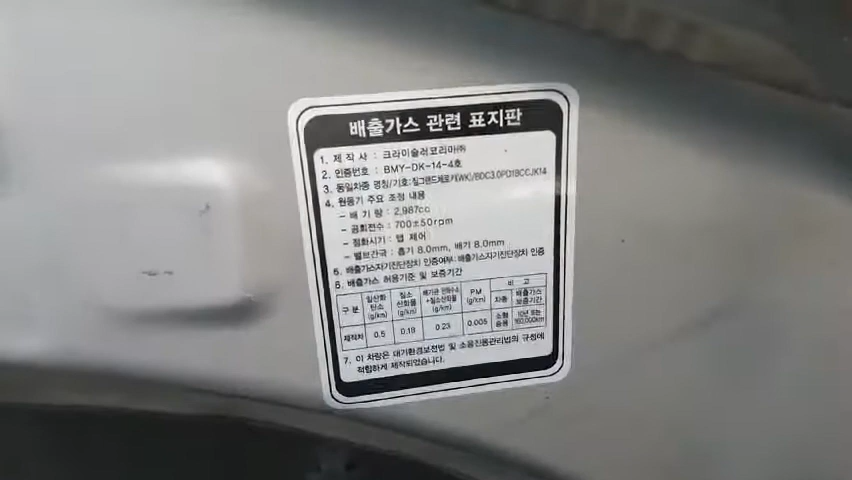 배출가스 관련 표지판
1. 제 작 사 : 크라이슬러코리아㈜
2. 인증번호 : BMY-DK-14-4호
3. 동일차종 명칭/기호: 짚그랜드체로키(WK)/BDC3.0PD1BCCJK14
4. 원동기 주요 조정 내용
- 배 기 량 : 2,987cc
- 공회전수 : 700±50rpm
- 점화시기 : 맵 제어
- 밸브간극 : 흡기 8.0mm, 배기 8.0mm
5. 배출가스자기진단장치 인증여부: 배출가스자기진단장치 인증
6. 배출가스 허용기준 및 보증기간
구 분 일산화탄소 (g/km) 질소산화물 (g/km) 배기관 탄화수소+질소산화물 (g/km) PM (g/km) 비 고
차종 배출가스 보증기간
제작차 0.5 0.18 0.23 0.005 소형승용 10년 또는 160,000km
7. 이 차량은 대기환경보전법 및 소음진동관리법의 규정에
적합하게 제작되었습니다.